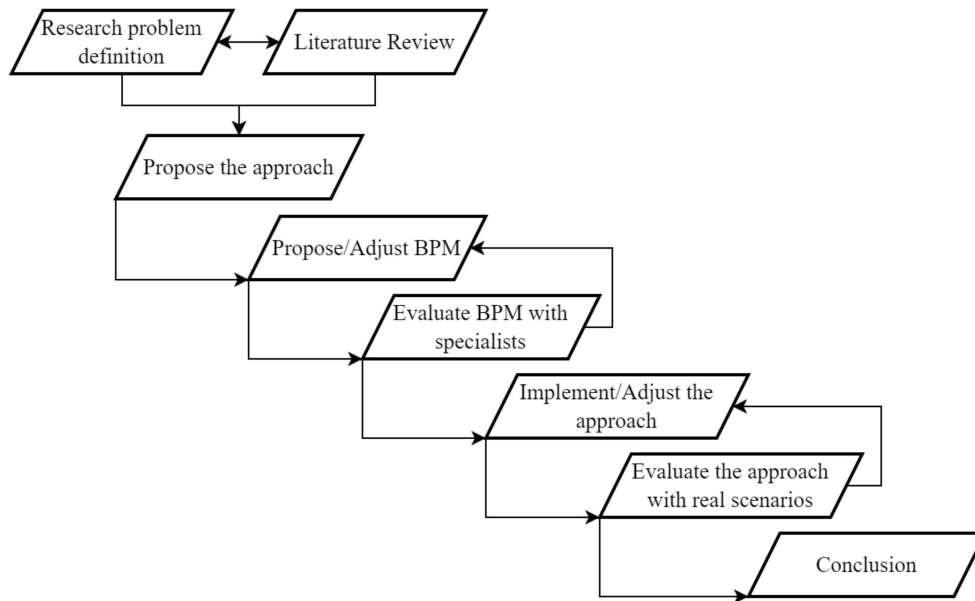 Research problem
definition
Literature Review
Propose the approach
Propose/Adjust BPM
Evaluate BPM with
specialists
Implement/Adjust the
approach
Evaluate the approach
with real scenarios
Conclusion